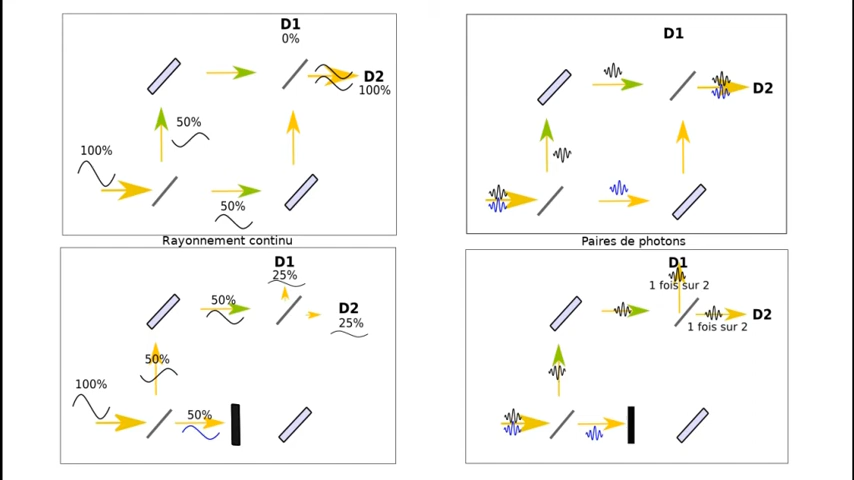 D1
0%
D2
100%
50%
100%
50%
Rayonnement continu
D1
D2
Paires de photons
D1
25%
50%
D2
25%
50%
100%
50%
D1
1 fois sur 2
D2
1 fois sur 2